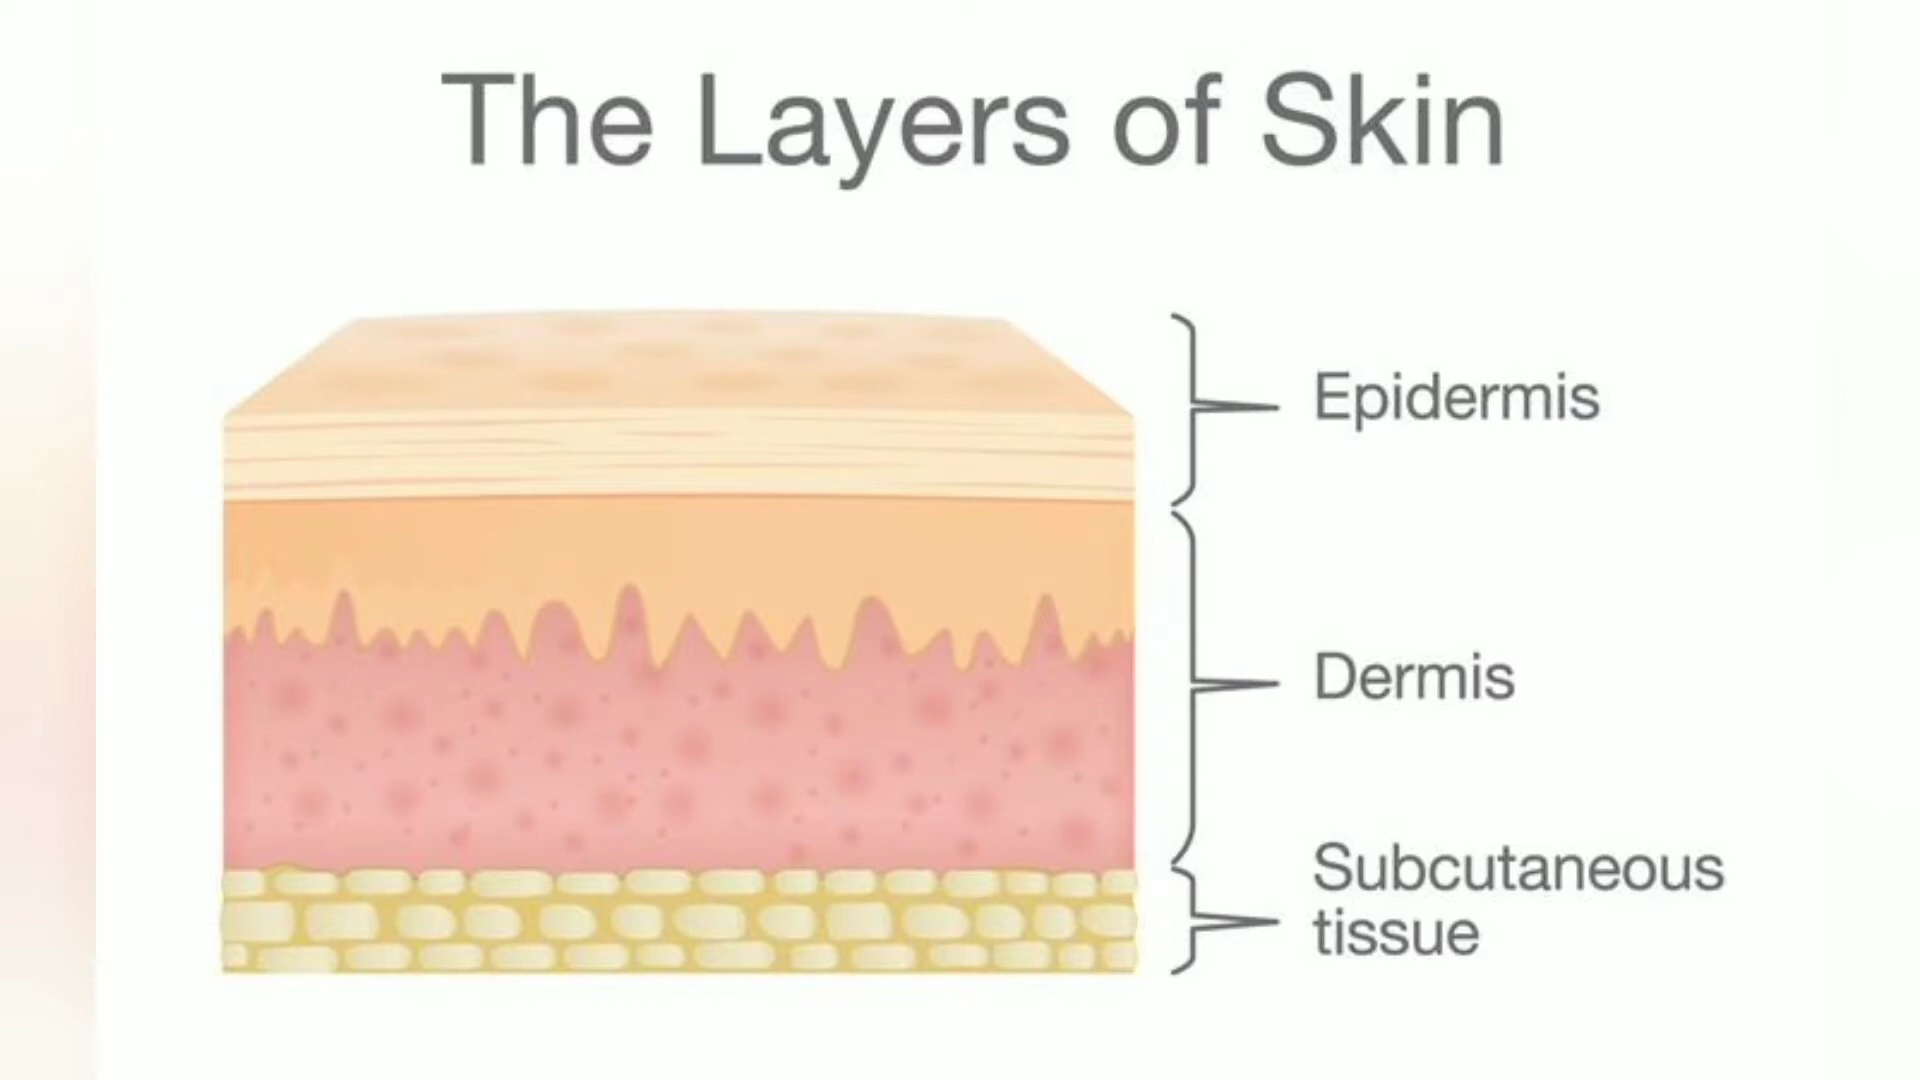 The Layers of Skin
Epidermis
Dermis
Subcutaneous
tissue